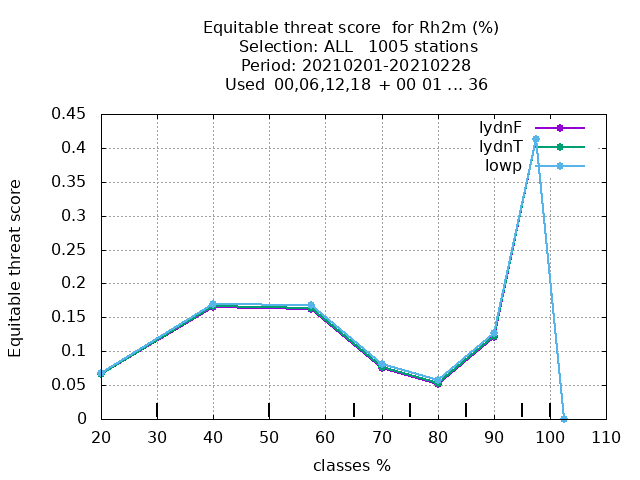 Equitable threat score  for Rh2m (%)
Selection: ALL   1005 stations
Period: 20210201-20210228
Used  00,06,12,18  + 00 01 ... 36
Equitable threat score
0.45
0.4
0.35
0.3
0.25
0.2
0.15
0.1
0.05
0
lydnF
lydnT
lowp
20 30 40 50 60 70 80 90 100 110
classes %